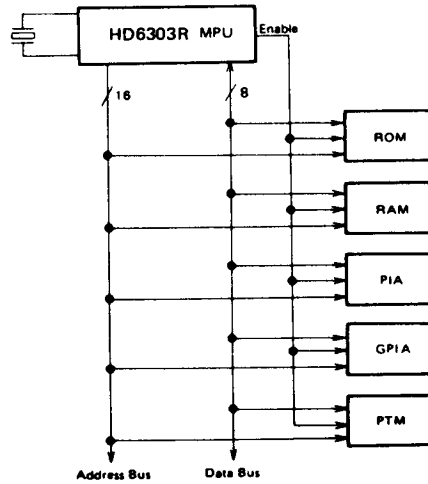 HD6303R MPU
Enable
16
8
ROM
RAM
PIA
GPIA
PTM
Address Bus
Data Bus